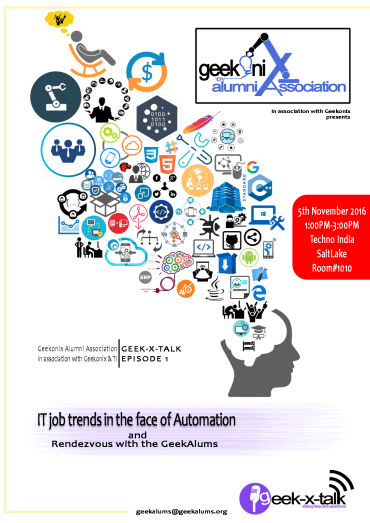 geekoniX
alumni Association
In association with Geekonix
presents
0100
1011
0100
5th November 2016
1:00PM-3:00PM
Techno India
SaltLake
Room#1010
ERP
Geekonix Alumni Association
in association with Geekonix & TI
GEEK-X-TALK
EPISODE 1
IT job trends in the face of Automation
and
Rendezvous with the GeekAlums
geek-x-talk
geekalums@geekalums.org